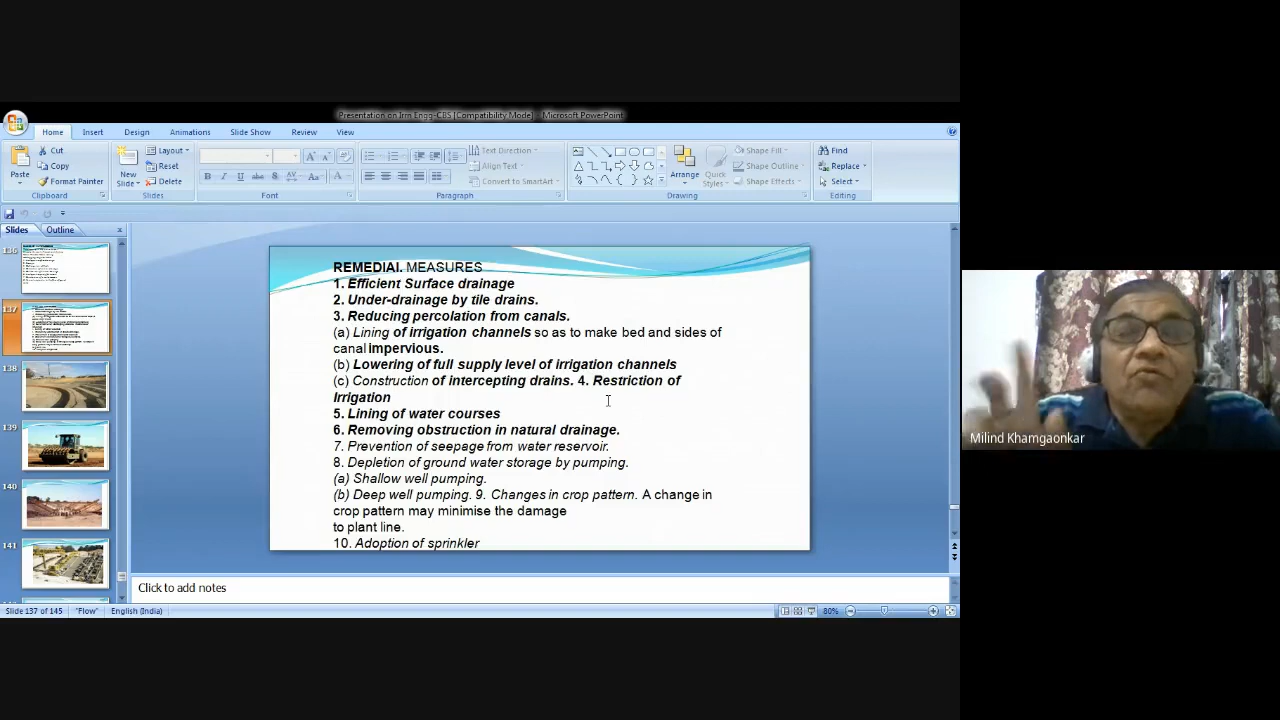 Presentation on Irrn Engg-CBS [Compatibility Mode] - Microsoft PowerPoint
Home Insert Design Animations Slide Show Review View
Cut
Copy
Format Painter
Paste
Clipboard
New
Slide
Layout
Reset
Delete
Slides
Font
Text Direction
Align Text
Convert to SmartArt
Paragraph
Arrange
Quick
Styles
Shape Fill
Shape Outline
Shape Effects
Drawing
Find
Replace
Select
Editing
Slides Outline
136
137
138
139
140
141
REMEDIAL MEASURES
1. Efficient Surface drainage
2. Under-drainage by tile drains.
3. Reducing percolation from canals.
(a) Lining of irrigation channels so as to make bed and sides of
canal impervious.
(b) Lowering of full supply level of irrigation channels
(c) Construction of intercepting drains. 4. Restriction of
Irrigation
5. Lining of water courses
6. Removing obstruction in natural drainage.
7. Prevention of seepage from water reservoir.
8. Depletion of ground water storage by pumping.
(a) Shallow well pumping.
(b) Deep well pumping. 9. Changes in crop pattern. A change in
crop pattern may minimise the damage
to plant line.
10. Adoption of sprinkler
Click to add notes
Slide 137 of 145 "Flow" English (India) 80%
Milind Khamgaonkar